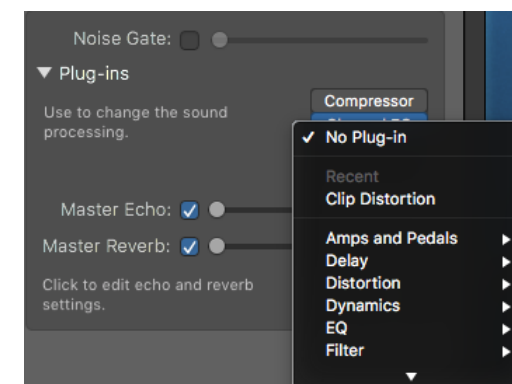 Noise Gate:
Plug-ins
Use to change the sound
processing.
Compressor
Master Echo:
Master Reverb:
Click to edit echo and reverb
settings.
No Plug-in
Recent
Clip Distortion
Amps and Pedals
Delay
Distortion
Dynamics
EQ
Filter